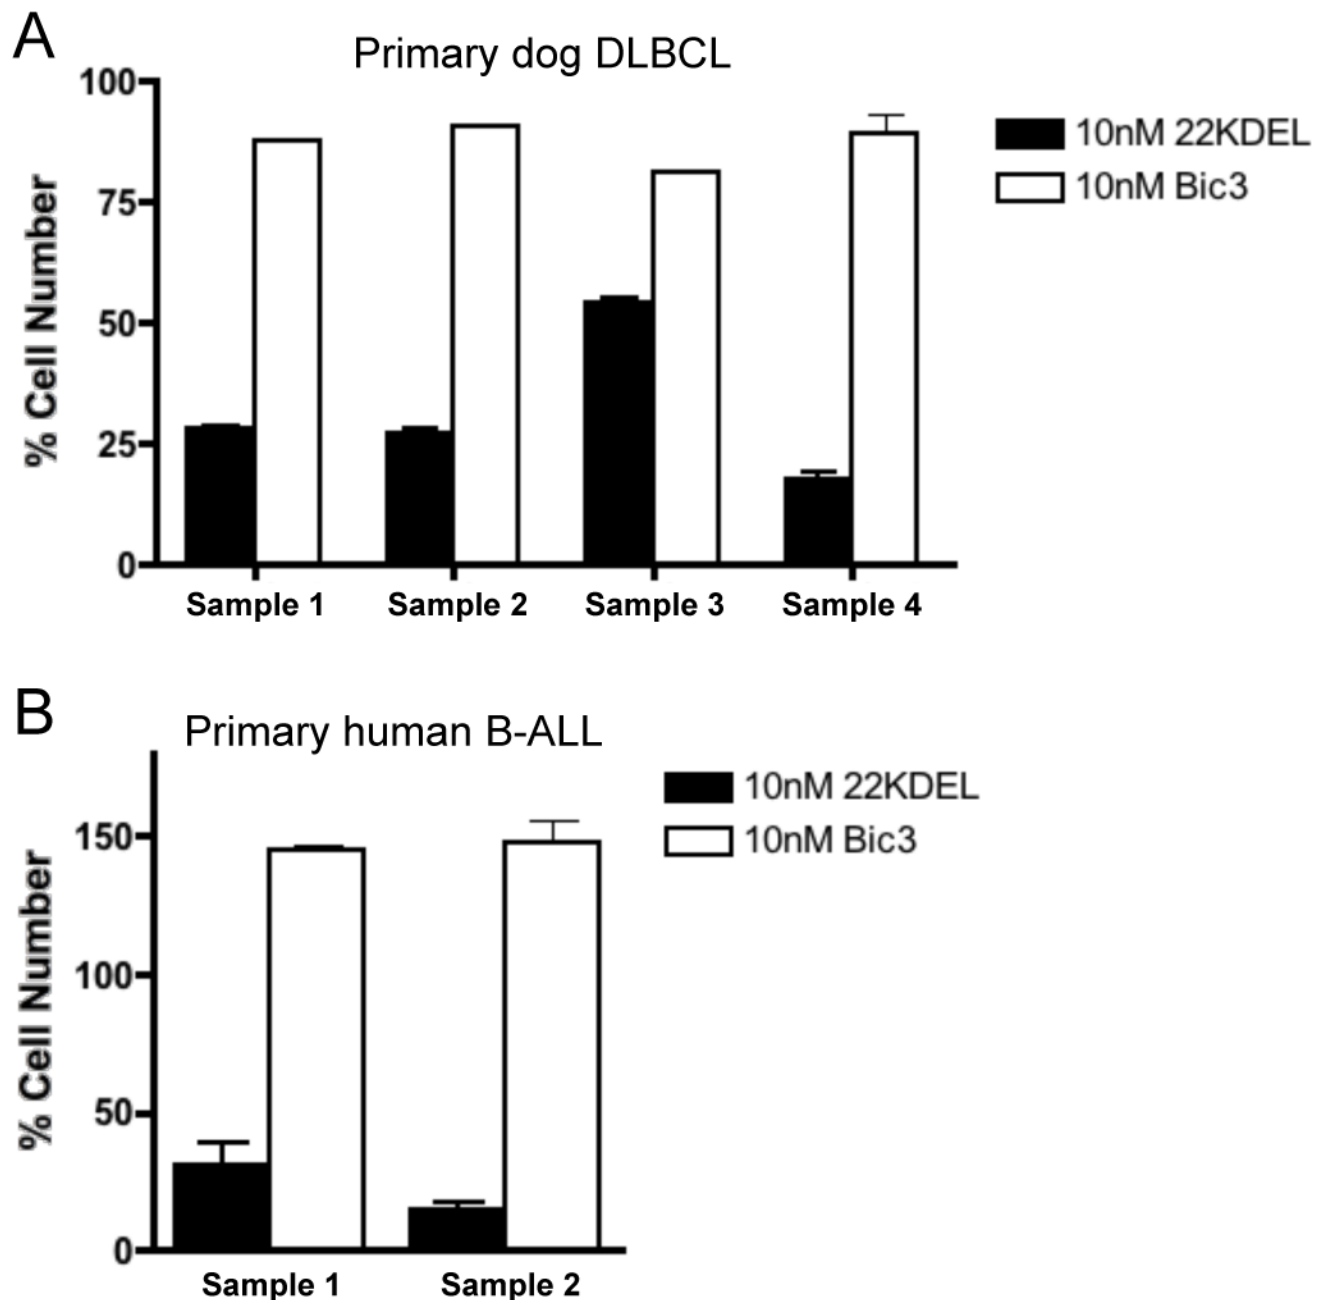 A
Primary dog DLBCL
100
75
50
25
0
% Cell Number
10nM 22KDEL
10nM Bic3
Sample 1 Sample 2 Sample 3 Sample 4
B
Primary human B-ALL
150
100
50
0
% Cell Number
10nM 22KDEL
10nM Bic3
Sample 1 Sample 2